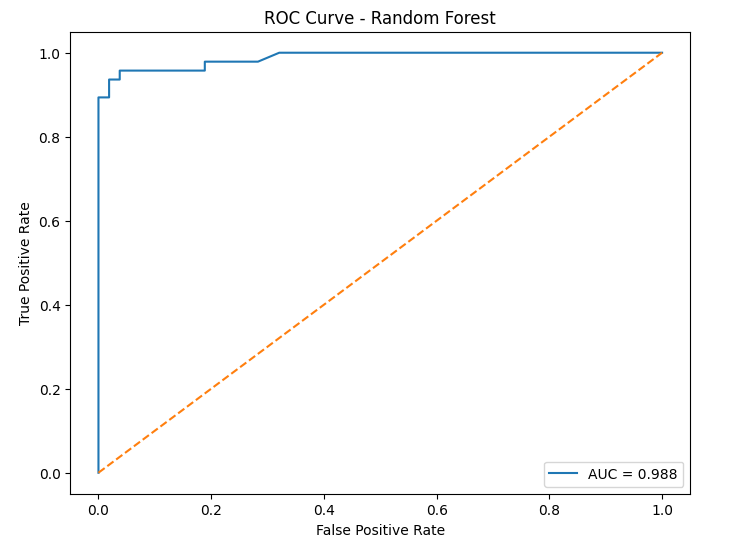 ROC Curve - Random Forest
True Positive Rate
1.0
0.8
0.6
0.4
0.2
0.0
AUC = 0.988
0.0 0.2 0.4 0.6 0.8 1.0
False Positive Rate